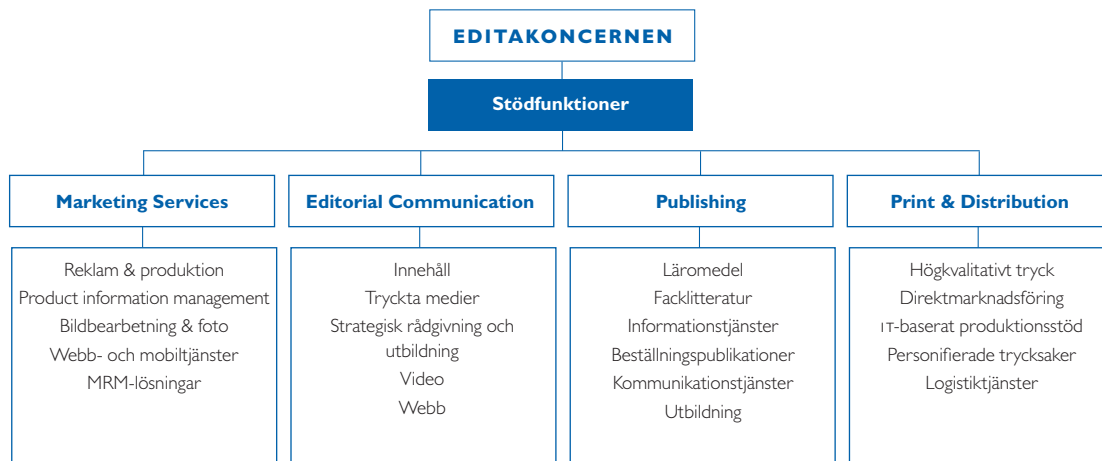 EDITAKONCERNEN
Stödfunktioner
Marketing Services
Reklam & produktion
Product information management
Bildbearbetning & foto
Webb- och mobiltjänster
MRM-lösningar
Editorial Communication
Innehåll
Tryckta medier
Strategisk rådgivning och
utbildning
Video
Webb
Publishing
Läromedel
Facklitteratur
Informationstjänster
Beställningspublikationer
Kommunikationstjänster
Utbildning
Print & Distribution
Högkvalitativt tryck
Direktmarknadsföring
IT-baserat produktionsstöd
Personifierade trycksaker
Logistiktjänster